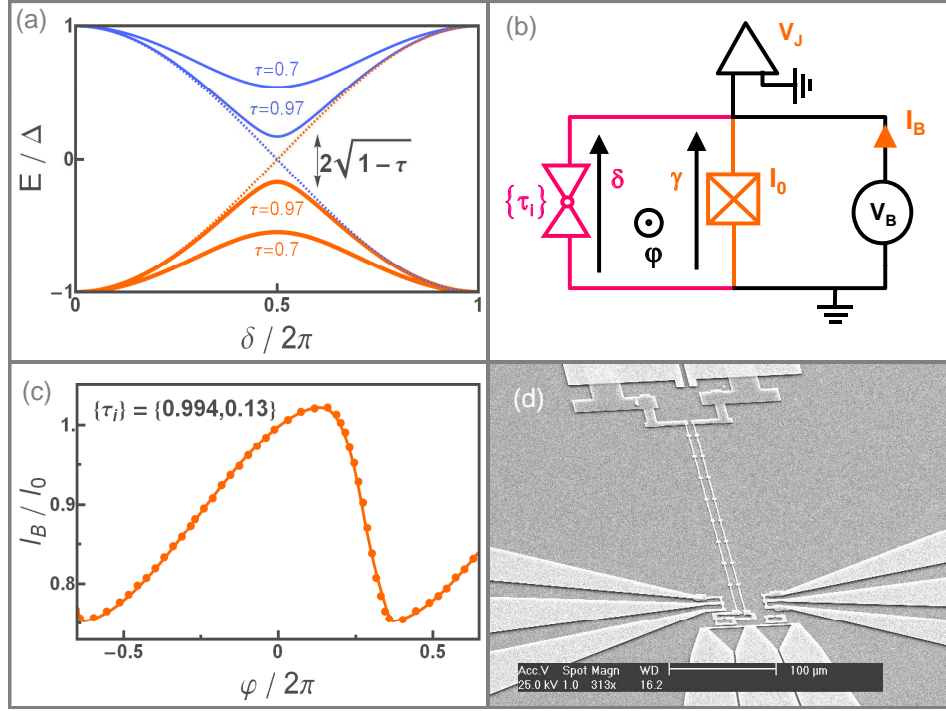 (a)
1
0
−1
E / Δ
τ=0.7
τ=0.97
2√1 − τ
τ=0.97
τ=0.7
0
0.5
1
δ / 2π
(b)
V_J
I_B
{τ_i}
δ
γ
I_0
V_B
φ
(c)
{τ_i} = {0.994,0.13}
1.
0.9
0.8
I_B / I_0
−0.5
0
0.5
φ / 2π
(d)
Acc.V Spot Magn WD 100 µm
25.0 kV 1.0 313x 16.2